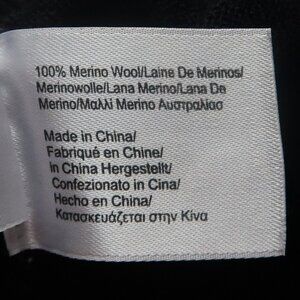 100% Merino Wool/Laine De Merinos/
Merinowolle/Lana Merino/Lana De
Merino/Μαλλί Merino Αυστραλίας
Made in China/
Fabriqué en Chine/
in China Hergestellt/
Confezionato in Cina/
Hecho en China/
Κατασκευάζεται στην Κίνα